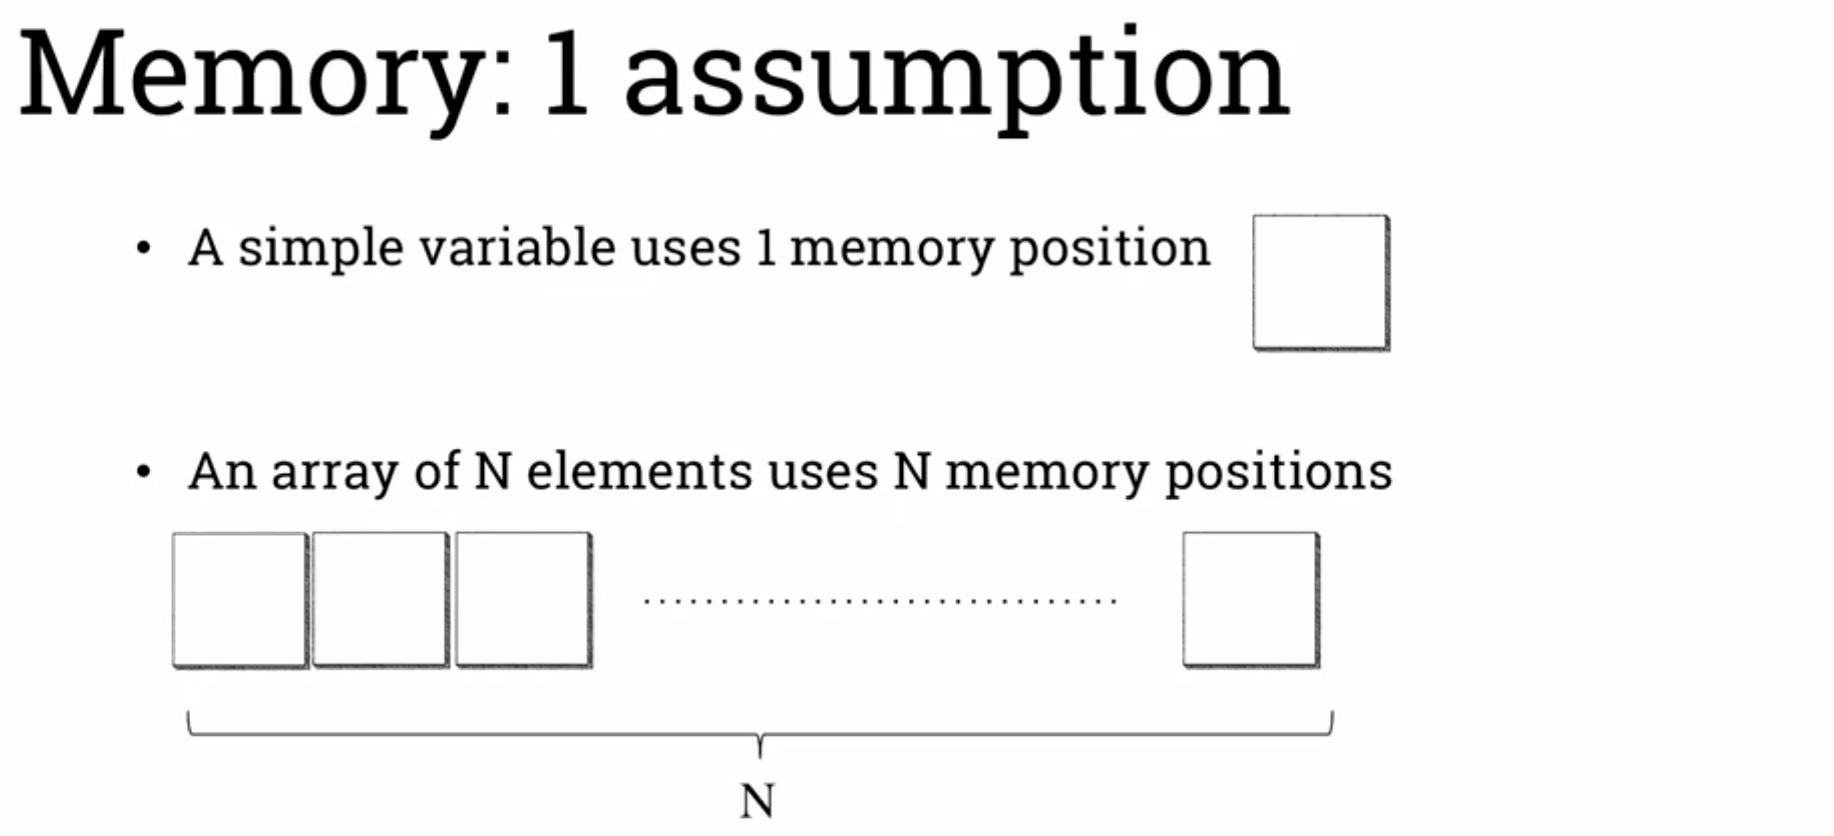 Memory: 1 assumption
• A simple variable uses 1 memory position
• An array of N elements uses N memory positions
N